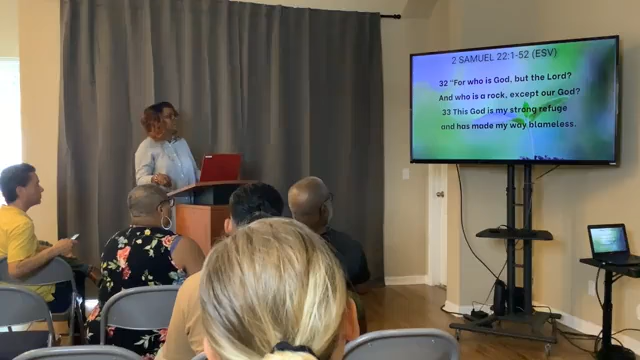 2 SAMUEL 22:1-52 (ESV)
32 "For who is God, but the Lord?
And who is a rock, except our God?
33 This God is my strong refuge
and has made my way blameless.